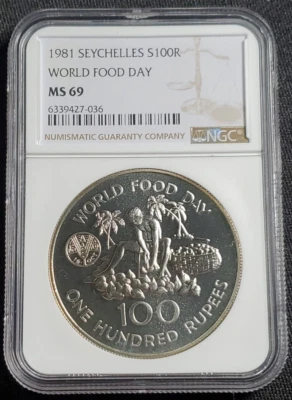 1981 SEYCHELLES S100R
WORLD FOOD DAY
MS 69
6339427-036
NUMISMATIC GUARANTY COMPANY
NGC
WORLD FOOD DAY
100
ONE HUNDRED RUPEES